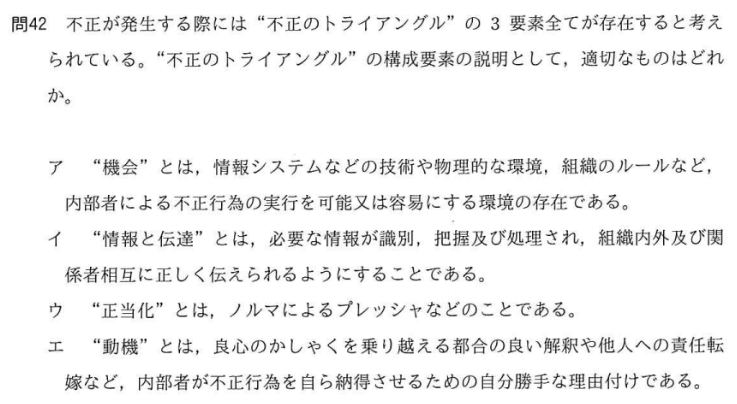 問42 不正が発生する際には“不正のトライアングル”の 3 要素全てが存在すると考え
られている。“不正のトライアングル”の構成要素の説明として，適切なものはどれ
か。
ア “機会”とは，情報システムなどの技術や物理的な環境，組織のルールなど，
内部者による不正行為の実行を可能又は容易にする環境の存在である。
イ “情報と伝達”とは，必要な情報が識別，把握及び処理され，組織内外及び関
係者相互に正しく伝えられるようにすることである。
ウ “正当化”とは，ノルマによるプレッシャなどのことである。
エ “動機”とは，良心のかしゃくを乗り越える都合の良い解釈や他人への責任転
嫁など，内部者が不正行為を自ら納得させるための自分勝手な理由付けである。